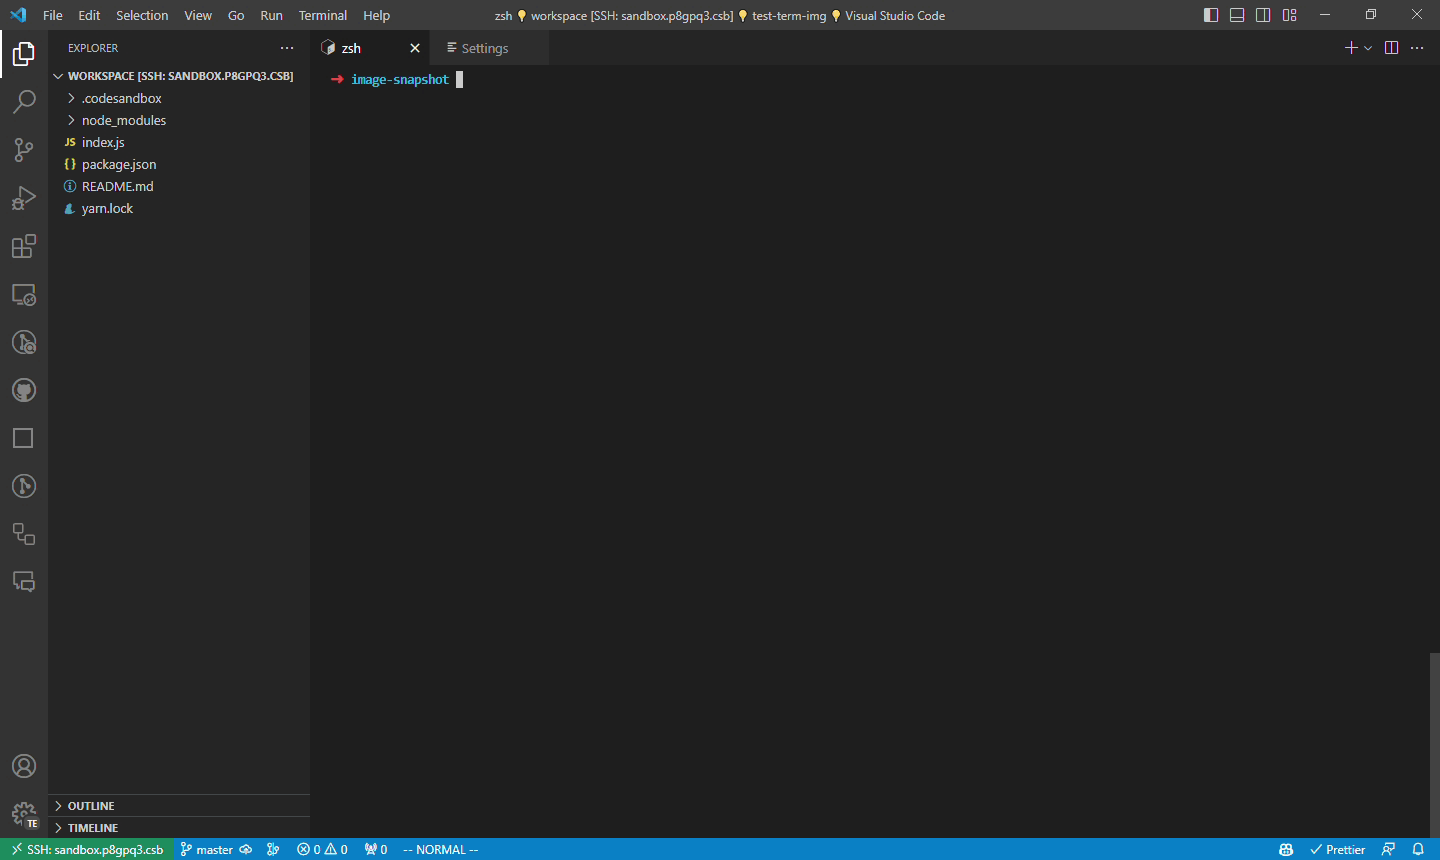 File Edit Selection View Go Run Terminal Help
zsh workspace [SSH: sandbox.p8gpq3.csb] test-term-img Visual Studio Code
EXPLORER
WORKSPACE [SSH: SANDBOX.P8GPQ3.CSB]
.codesandbox
node_modules
JS index.js
{} package.json
README.md
yarn.lock
OUTLINE
TIMELINE
TE
zsh
Settings
➜ image-snapshot
SSH: sandbox.p8gpq3.csb master 0 0 0 -- NORMAL -- Prettier